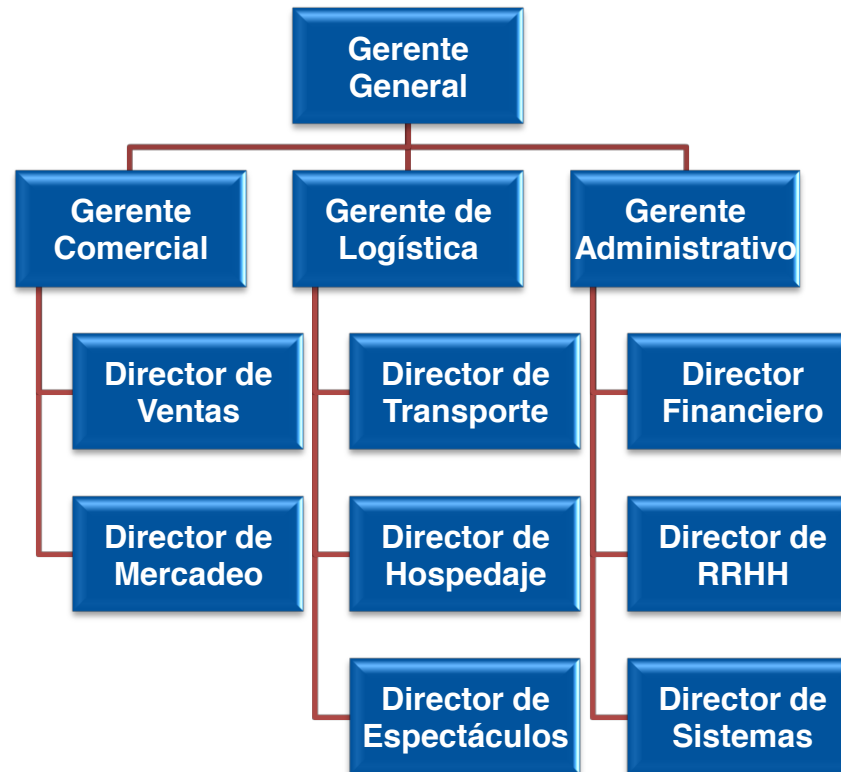 Gerente
General
Gerente
Comercial
Gerente de
Logística
Gerente
Administrativo
Director de
Ventas
Director de
Transporte
Director
Financiero
Director de
Mercadeo
Director de
Hospedaje
Director de
RRHH
Director de
Espectáculos
Director de
Sistemas